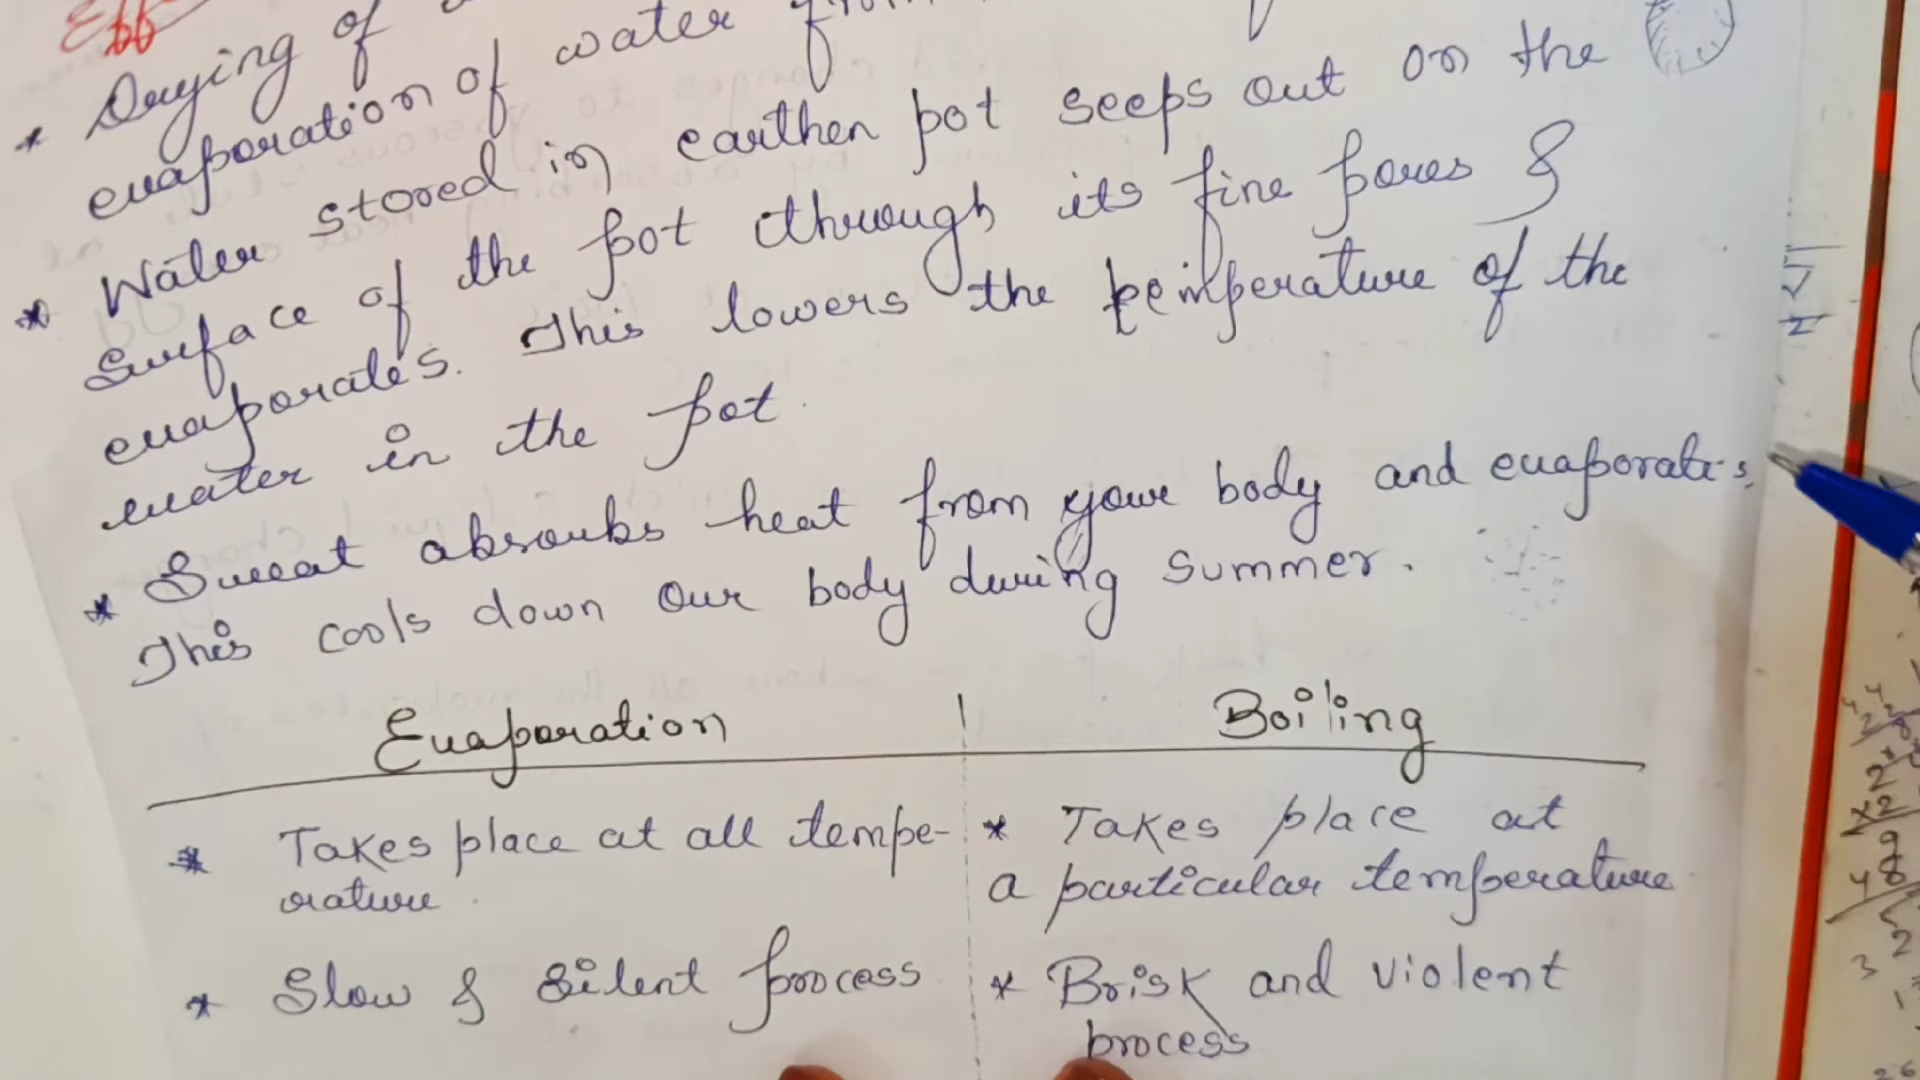 Eff
* Drying of
evaporation of water from
* Water stored in earthen pot seeps out on the
Surface of the pot through its fine pores &
evaporates. This lowers the temperature of the
water in the pot.
* Sweat absorbs heat from your body and evaporates.
This cools down our body during summer.
Evaporation | Boiling
* Takes place at all tempe-
rature.
* Takes place at
a particular temperature
* Slow & Silent process
* Brisk and violent
process